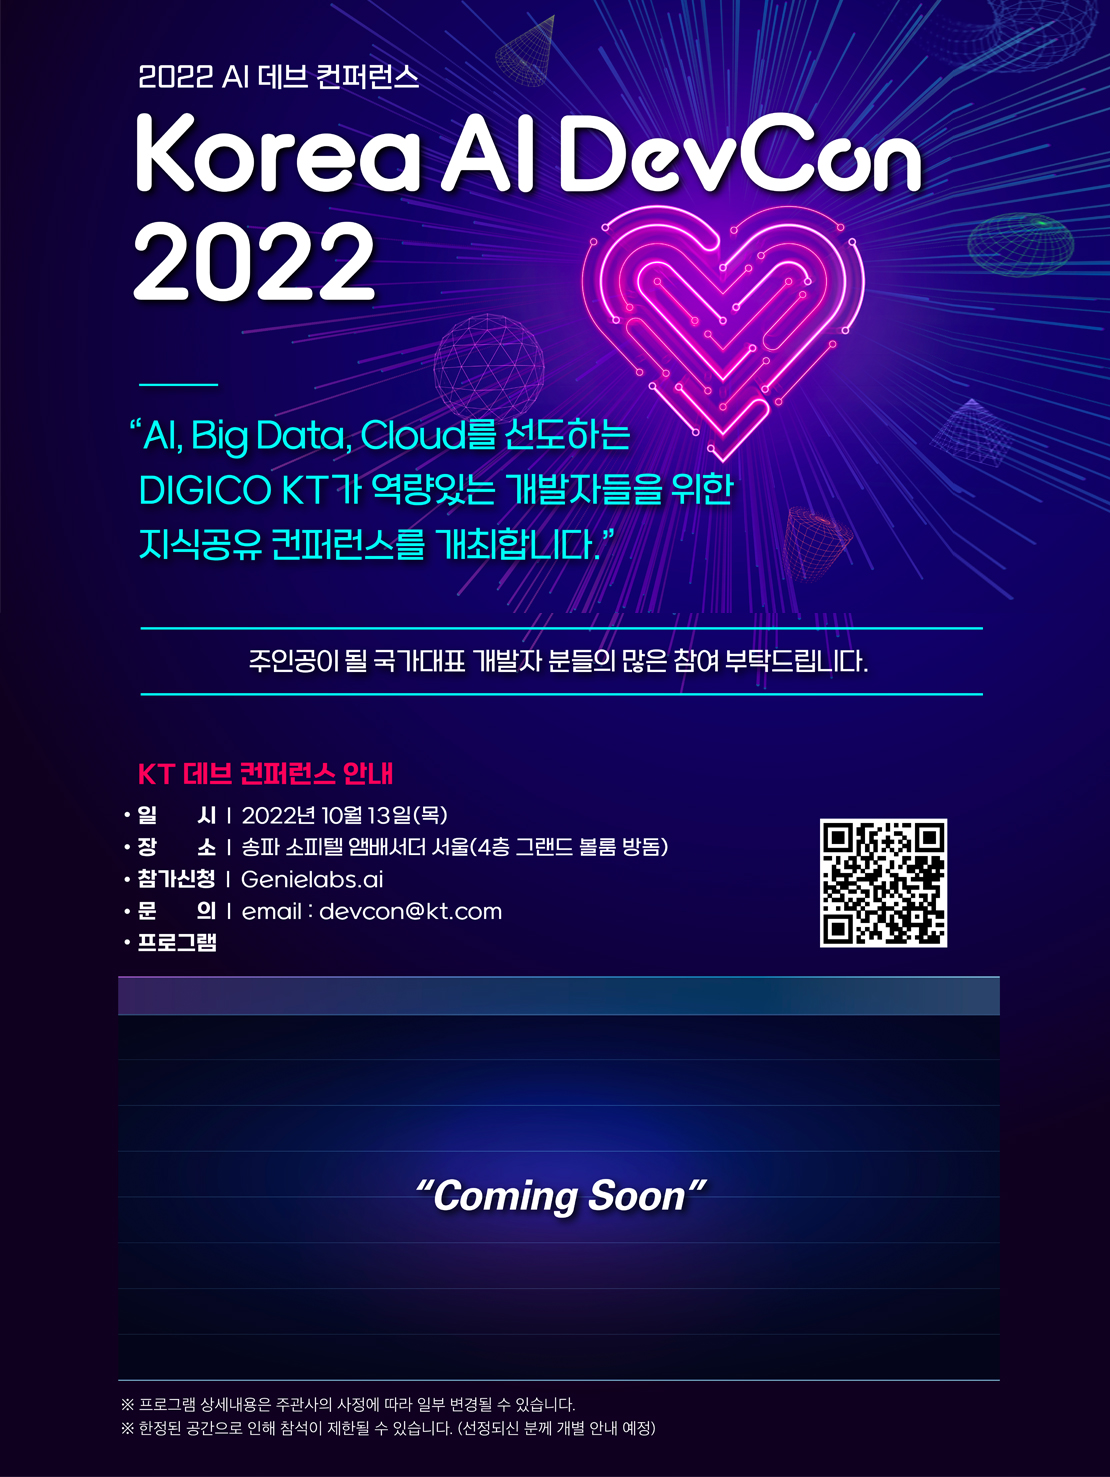 2022 AI 데브 컨퍼런스
Korea AI DevCon
2022
“AI, Big Data, Cloud를 선도하는
DIGICO KT가 역량있는 개발자들을 위한
지식공유 컨퍼런스를 개최합니다.”
주인공이 될 국가대표 개발자 분들의 많은 참여 부탁드립니다.
KT 데브 컨퍼런스 안내
• 일 시 | 2022년 10월 13일(목)
• 장 소 | 송파 소피텔 앰배서더 서울(4층 그랜드 볼룸 방돔)
• 참가신청 | Genielabs.ai
• 문 의 | email : devcon@kt.com
• 프로그램
“Coming Soon”
※ 프로그램 상세내용은 주관사의 사정에 따라 일부 변경될 수 있습니다.
※ 한정된 공간으로 인해 참석이 제한될 수 있습니다. (선정되신 분께 개별 안내 예정)